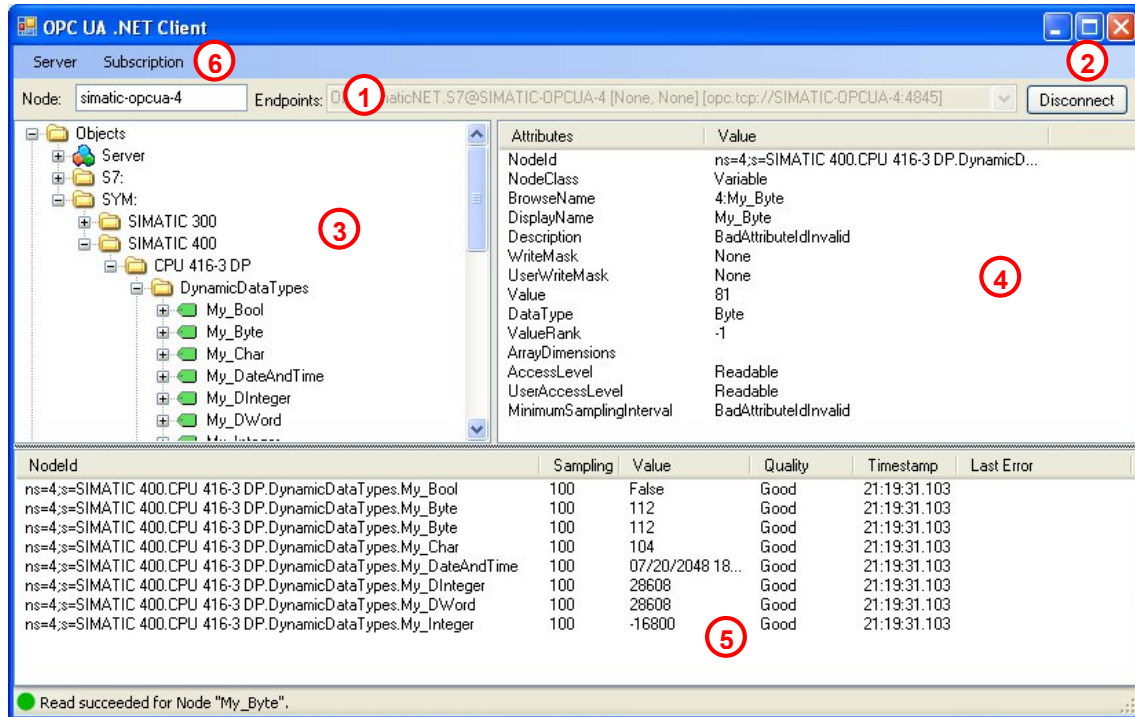 OPC UA .NET Client
Server Subscription 6 2
Node: simatic-opcua-4 Endpoints: 1 aticNET.S7@SIMATIC-OPCUA-4 [None, None] [opc.tcp://SIMATIC-OPCUA-4:4845] Disconnect
Objects
Server
S7:
SYM:
SIMATIC 300
SIMATIC 400
CPU 416-3 DP
DynamicDataTypes
My_Bool
My_Byte
My_Char
My_DateAndTime
My_DInteger
My_DWord
My_Integer
3
Attributes Value
NodeId ns=4;s=SIMATIC 400.CPU 416-3 DP.DynamicD...
NodeClass Variable
BrowseName 4:My_Byte
DisplayName My_Byte
Description BadAttributeIdInvalid
WriteMask None
UserWriteMask None
Value 81
DataType Byte
ValueRank -1
ArrayDimensions
AccessLevel Readable
UserAccessLevel Readable
MinimumSamplingInterval BadAttributeIdInvalid
4
NodeId Sampling Value Quality Timestamp Last Error
ns=4;s=SIMATIC 400.CPU 416-3 DP.DynamicDataTypes.My_Bool 100 False Good 21:19:31.103
ns=4;s=SIMATIC 400.CPU 416-3 DP.DynamicDataTypes.My_Byte 100 112 Good 21:19:31.103
ns=4;s=SIMATIC 400.CPU 416-3 DP.DynamicDataTypes.My_Byte 100 112 Good 21:19:31.103
ns=4;s=SIMATIC 400.CPU 416-3 DP.DynamicDataTypes.My_Char 100 104 Good 21:19:31.103
ns=4;s=SIMATIC 400.CPU 416-3 DP.DynamicDataTypes.My_DateAndTime 100 07/20/2048 18... Good 21:19:31.103
ns=4;s=SIMATIC 400.CPU 416-3 DP.DynamicDataTypes.My_DInteger 100 28608 Good 21:19:31.103
ns=4;s=SIMATIC 400.CPU 416-3 DP.DynamicDataTypes.My_DWord 100 28608 Good 21:19:31.103
ns=4;s=SIMATIC 400.CPU 416-3 DP.DynamicDataTypes.My_Integer 100 -16800 Good 21:19:31.103
5
Read succeeded for Node "My_Byte".